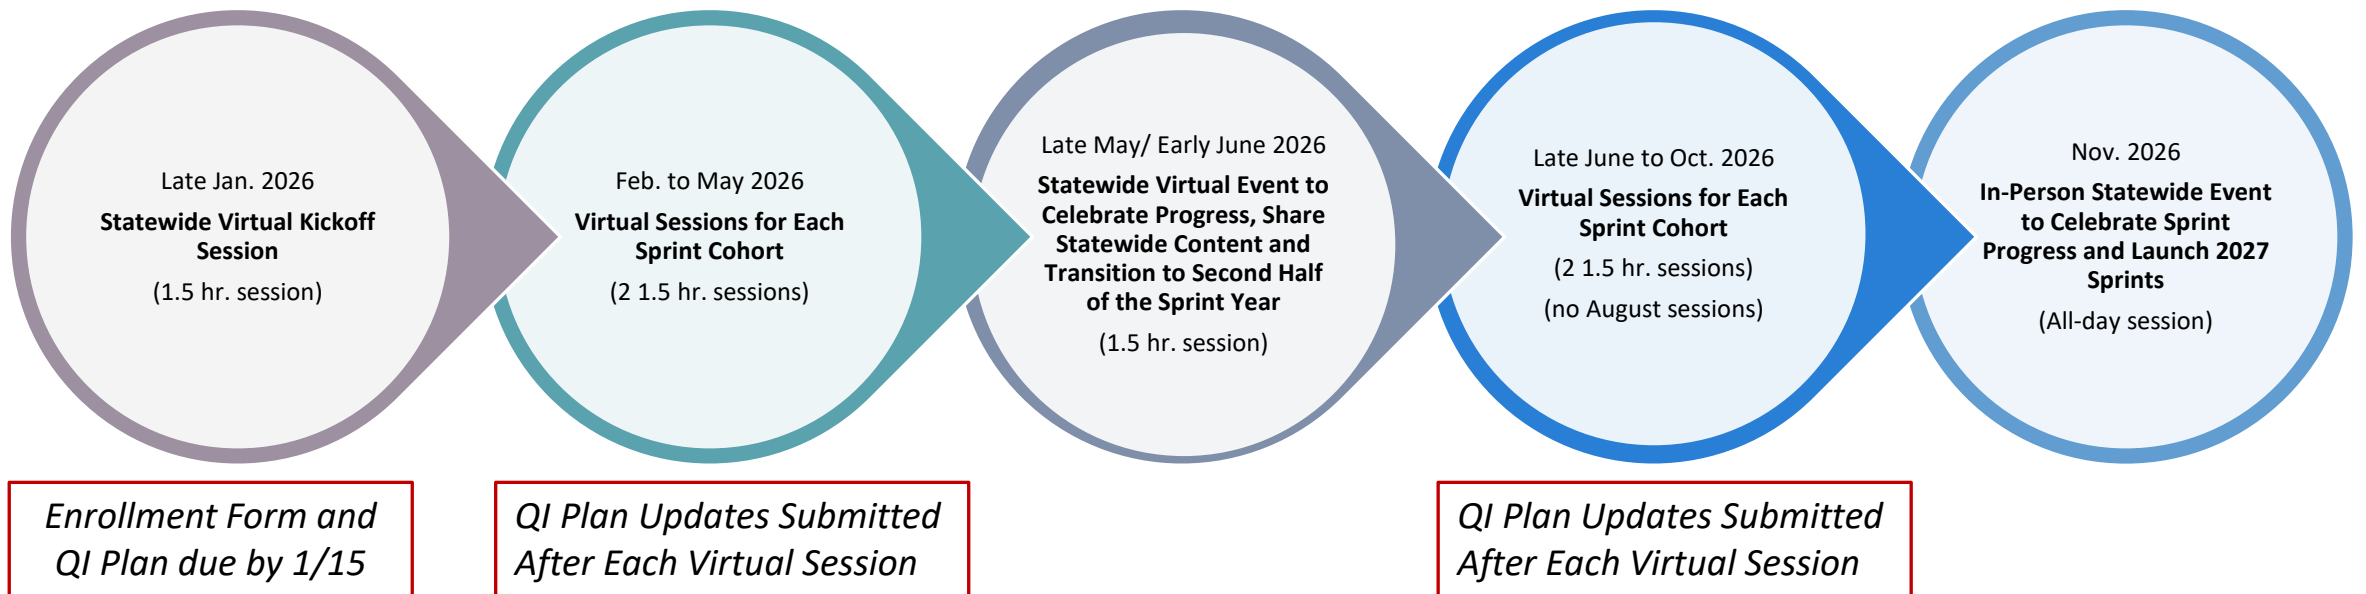 Late Jan. 2026
Statewide Virtual Kickoff
Session
(1.5 hr. session)
Feb. to May 2026
Virtual Sessions for Each
Sprint Cohort
(2 1.5 hr. sessions)
Late May/ Early June 2026
Statewide Virtual Event to
Celebrate Progress, Share
Statewide Content and
Transition to Second Half
of the Sprint Year
(1.5 hr. session)
Late June to Oct. 2026
Virtual Sessions for Each
Sprint Cohort
(2 1.5 hr. sessions)
(no August sessions)
Nov. 2026
In-Person Statewide Event
to Celebrate Sprint
Progress and Launch 2027
Sprints
(All-day session)
Enrollment Form and
QI Plan due by 1/15
QI Plan Updates Submitted
After Each Virtual Session
QI Plan Updates Submitted
After Each Virtual Session